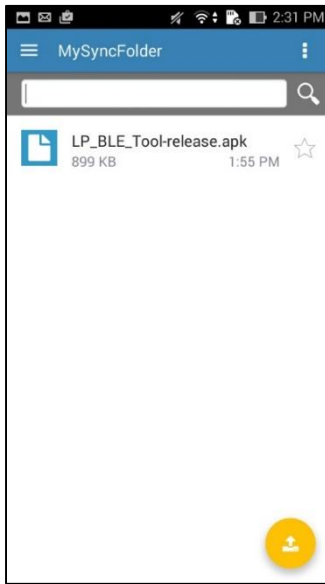 2:31 PM
MySyncFolder
LP_BLE_Tool-release.apk
899 KB 1:55 PM